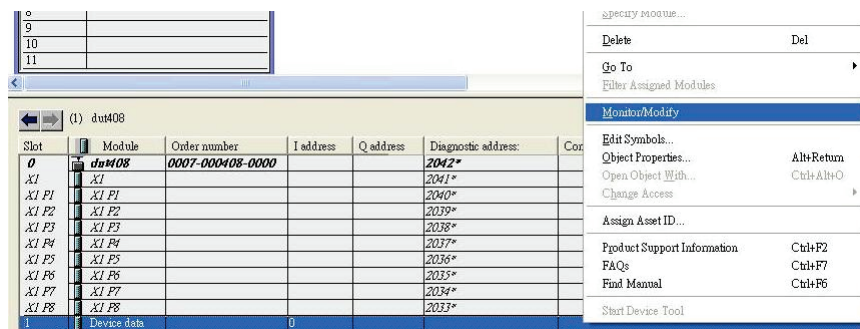 8
9
10
11
(1) dut408
Slot Module Order number I address Q address Diagnostic address: Con
0 dut408 0007-000408-0000 2042*
X1 X1 2041*
X1 P1 X1 P1 2040*
X1 P2 X1 P2 2039*
X1 P3 X1 P3 2038*
X1 P4 X1 P4 2037*
X1 P5 X1 P5 2036*
X1 P6 X1 P6 2035*
X1 P7 X1 P7 2034*
X1 P8 X1 P8 2033*
1 Device data 0
Specify Module...
Delete Del
Go To
Filter Assigned Modules
Monitor/Modify
Edit Symbols...
Object Properties... Alt+Return
Open Object With... Ctrl+Alt+O
Change Access
Assign Asset ID...
Product Support Information Ctrl+F2
FAQs Ctrl+F7
Find Manual Ctrl+F6
Start Device Tool